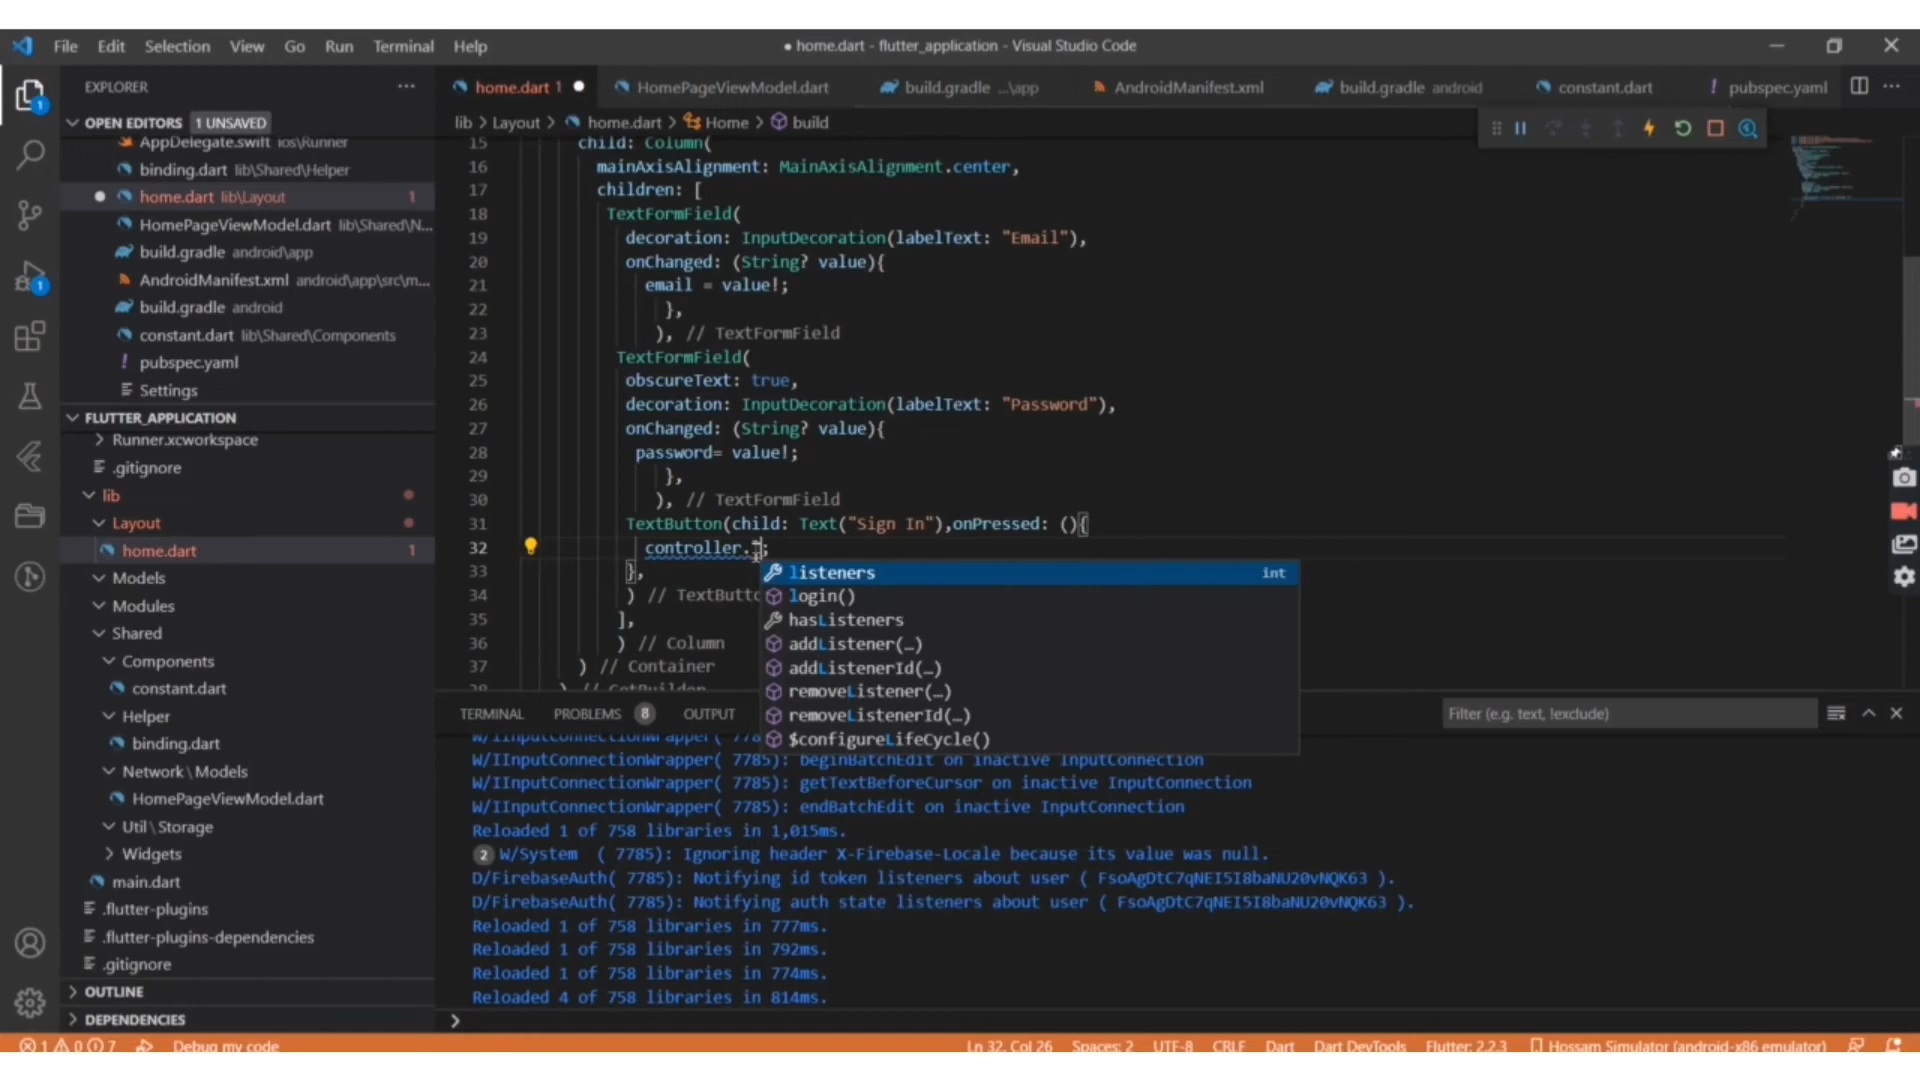 File Edit Selection View Go Run Terminal Help
● home.dart - flutter_application - Visual Studio Code
EXPLORER
home.dart 1
HomePageViewModel.dart
build.gradle ...\app
AndroidManifest.xml
build.gradle android
constant.dart
! pubspec.yaml
OPEN EDITORS 1 UNSAVED
AppDelegate.swift ios\Runner
binding.dart lib\Shared\Helper
home.dart lib\Layout 1
HomePageViewModel.dart lib\Shared\N...
build.gradle android\app
AndroidManifest.xml android\app\src\m...
build.gradle android
constant.dart lib\Shared\Components
! pubspec.yaml
Settings
FLUTTER_APPLICATION
Runner.xcworkspace
.gitignore
lib
Layout
home.dart 1
Models
Modules
Shared
Components
constant.dart
Helper
binding.dart
Network \ Models
HomePageViewModel.dart
Util \ Storage
Widgets
main.dart
.flutter-plugins
.flutter-plugins-dependencies
.gitignore
OUTLINE
DEPENDENCIES
lib > Layout > home.dart > Home > build
15 child: Column(
16 mainAxisAlignment: MainAxisAlignment.center,
17 children: [
18 TextFormField(
19 decoration: InputDecoration(labelText: "Email"),
20 onChanged: (String? value){
21 email = value!;
22 },
23 ), // TextFormField
24 TextFormField(
25 obscureText: true,
26 decoration: InputDecoration(labelText: "Password"),
27 onChanged: (String? value){
28 password= value!;
29 },
30 ), // TextFormField
31 TextButton(child: Text("Sign In"),onPressed: (){
32 controller. ;
33 },
34 ) // TextButto
35 ],
36 ) // Column
37 ) // Container
38 ) // GetBuilder
listeners int
login()
hasListeners
addListener(…)
addListenerId(…)
removeListener(…)
removeListenerId(…)
$configureLifeCycle()
TERMINAL PROBLEMS 8 OUTPUT
Filter (e.g. text, !exclude)
W/IInputConnectionWrapper( 778
W/IInputConnectionWrapper( 7785): beginBatchEdit on inactive InputConnection
W/IInputConnectionWrapper( 7785): getTextBeforeCursor on inactive InputConnection
W/IInputConnectionWrapper( 7785): endBatchEdit on inactive InputConnection
Reloaded 1 of 758 libraries in 1,015ms.
2 W/System ( 7785): Ignoring header X-Firebase-Locale because its value was null.
D/FirebaseAuth( 7785): Notifying id token listeners about user ( FsoAgDtC7qNEI5I8baNU20vNQK63 ).
D/FirebaseAuth( 7785): Notifying auth state listeners about user ( FsoAgDtC7qNEI5I8baNU20vNQK63 ).
Reloaded 1 of 758 libraries in 777ms.
Reloaded 1 of 758 libraries in 792ms.
Reloaded 1 of 758 libraries in 774ms.
Reloaded 4 of 758 libraries in 814ms.
1 0 7 Debug my code
Ln 32, Col 26 Spaces: 2 UTF-8 CRLF Dart Dart DevTools Flutter: 2.2.3 Hossam Simulator (android-x86 emulator)